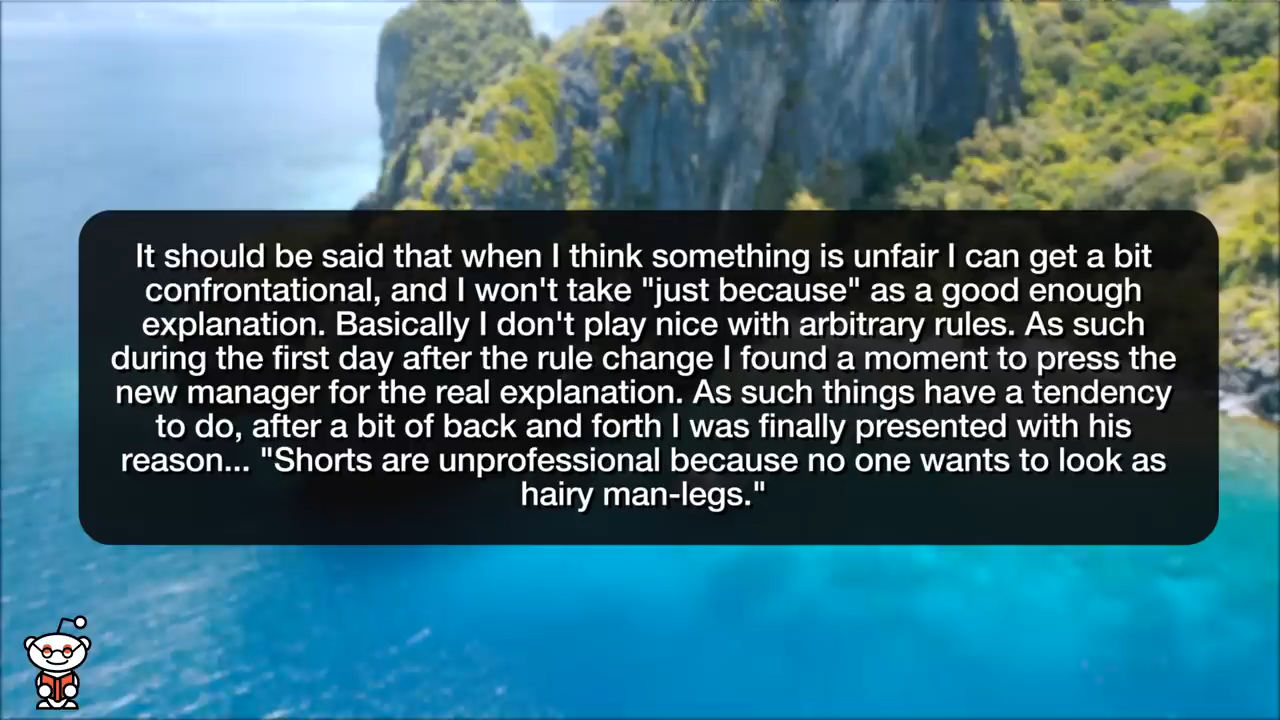 It should be said that when I think something is unfair I can get a bit
confrontational, and I won't take "just because" as a good enough
explanation. Basically I don't play nice with arbitrary rules. As such
during the first day after the rule change I found a moment to press the
new manager for the real explanation. As such things have a tendency
to do, after a bit of back and forth I was finally presented with his
reason... "Shorts are unprofessional because no one wants to look as
hairy man-legs."